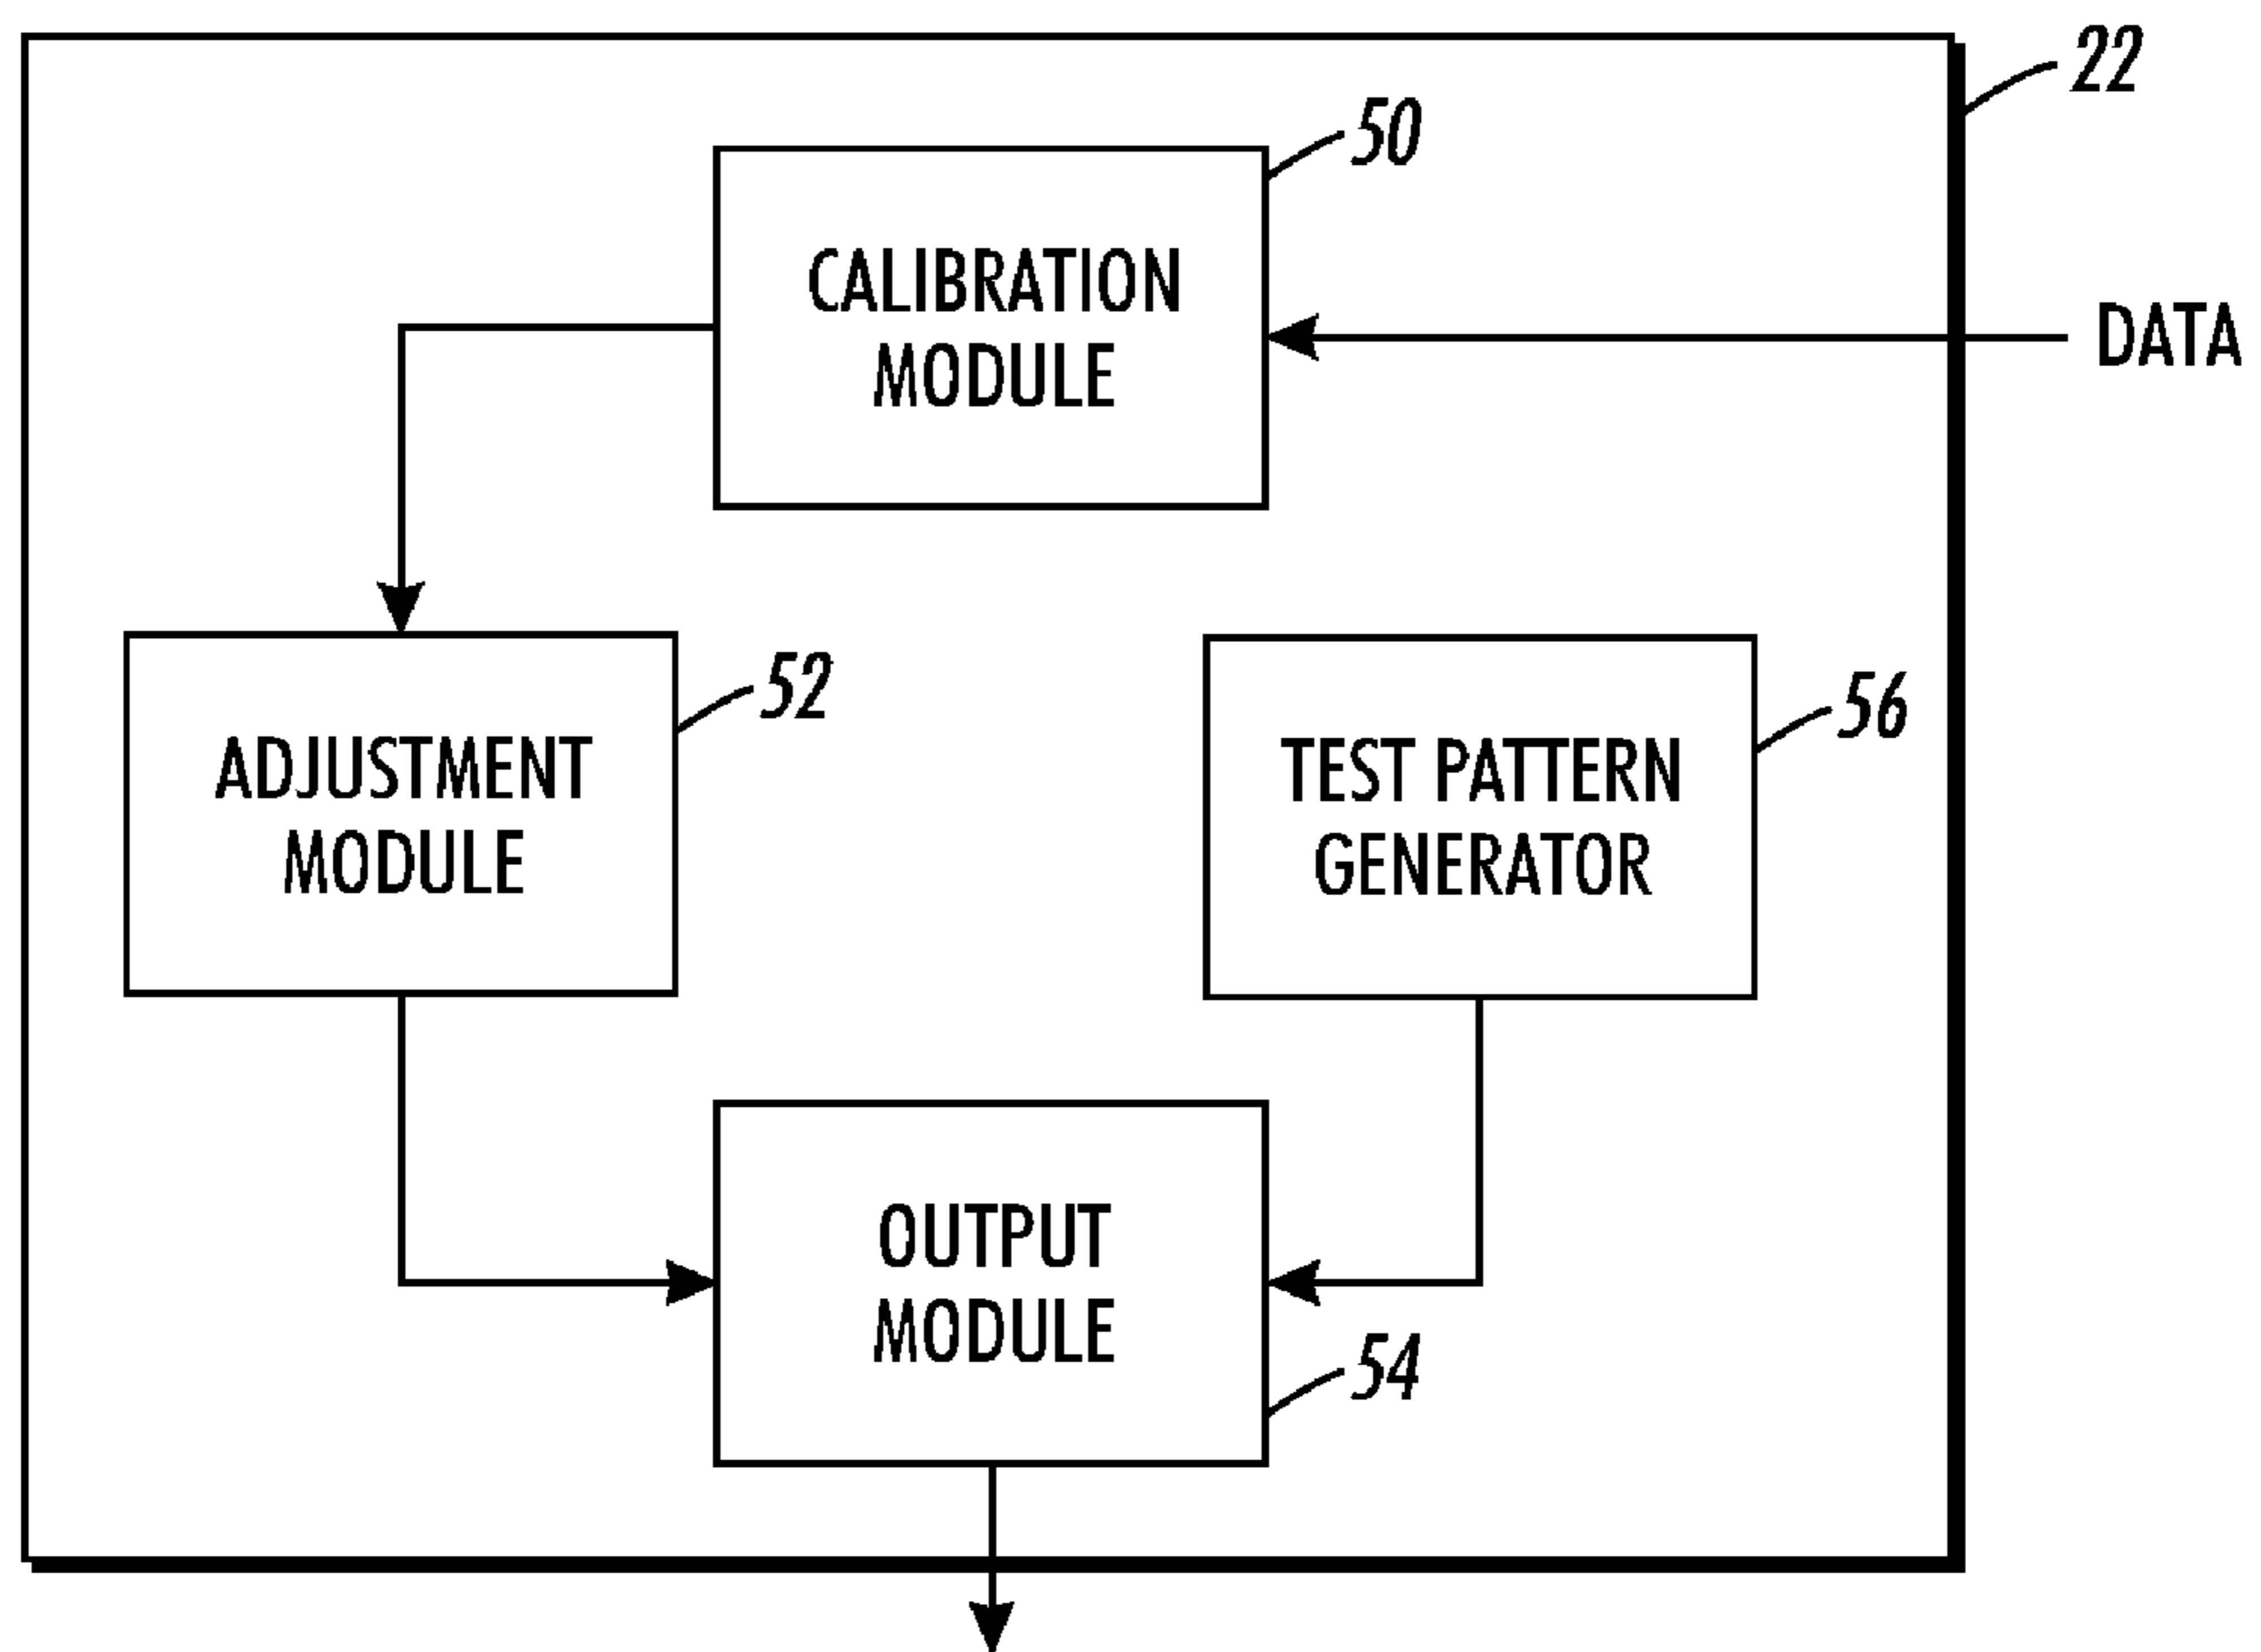 22
50
CALIBRATION
MODULE
DATA
52
ADJUSTMENT
MODULE
56
TEST PATTERN
GENERATOR
OUTPUT
MODULE
54